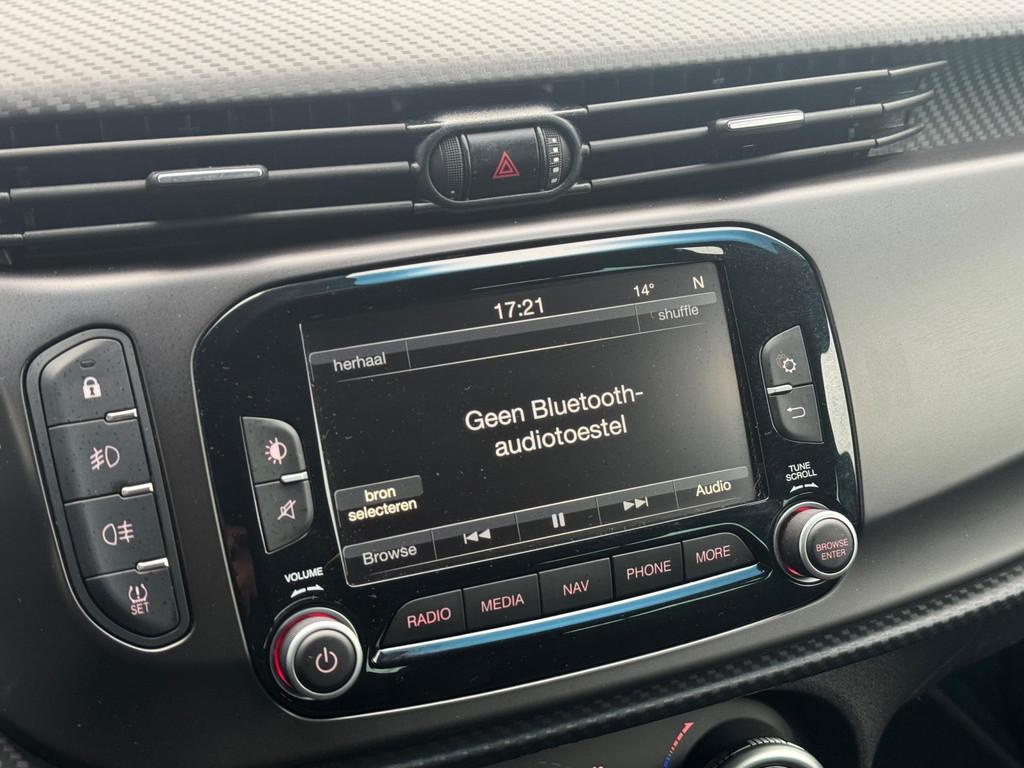 17:21
14° N
herhaal
shuffle
Geen Bluetooth-
audiotoestel
bron
selecteren
Browse
Audio
SET
VOLUME
RADIO
MEDIA
NAV
PHONE
MORE
TUNE
SCROLL
BROWSE
ENTER